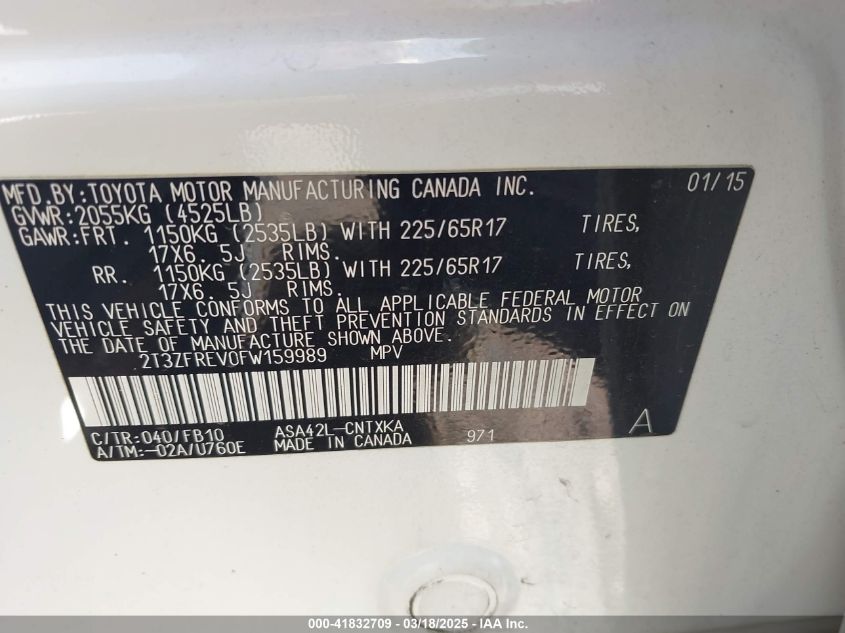 MFD.BY:TOYOTA MOTOR MANUFACTURING CANADA INC. 01/15
GVWR:2055KG (4525LB)
GAWR:FRT. 1150KG (2535LB) WITH 225/65R17 TIRES,
17X6.5J RIMS.
RR. 1150KG (2535LB) WITH 225/65R17 TIRES,
17X6.5J RIMS.
THIS VEHICLE CONFORMS TO ALL APPLICABLE FEDERAL MOTOR
VEHICLE SAFETY AND THEFT PREVENTION STANDARDS IN EFFECT ON
THE DATE OF MANUFACTURE SHOWN ABOVE.
2T3ZFREV0FW159989 MPV
C/TR:040/FB10 ASA42L-CNTXKA 971 A
A/TM:-02A/U760E MADE IN CANADA
000-41832709 - 03/18/2025 - IAA Inc.